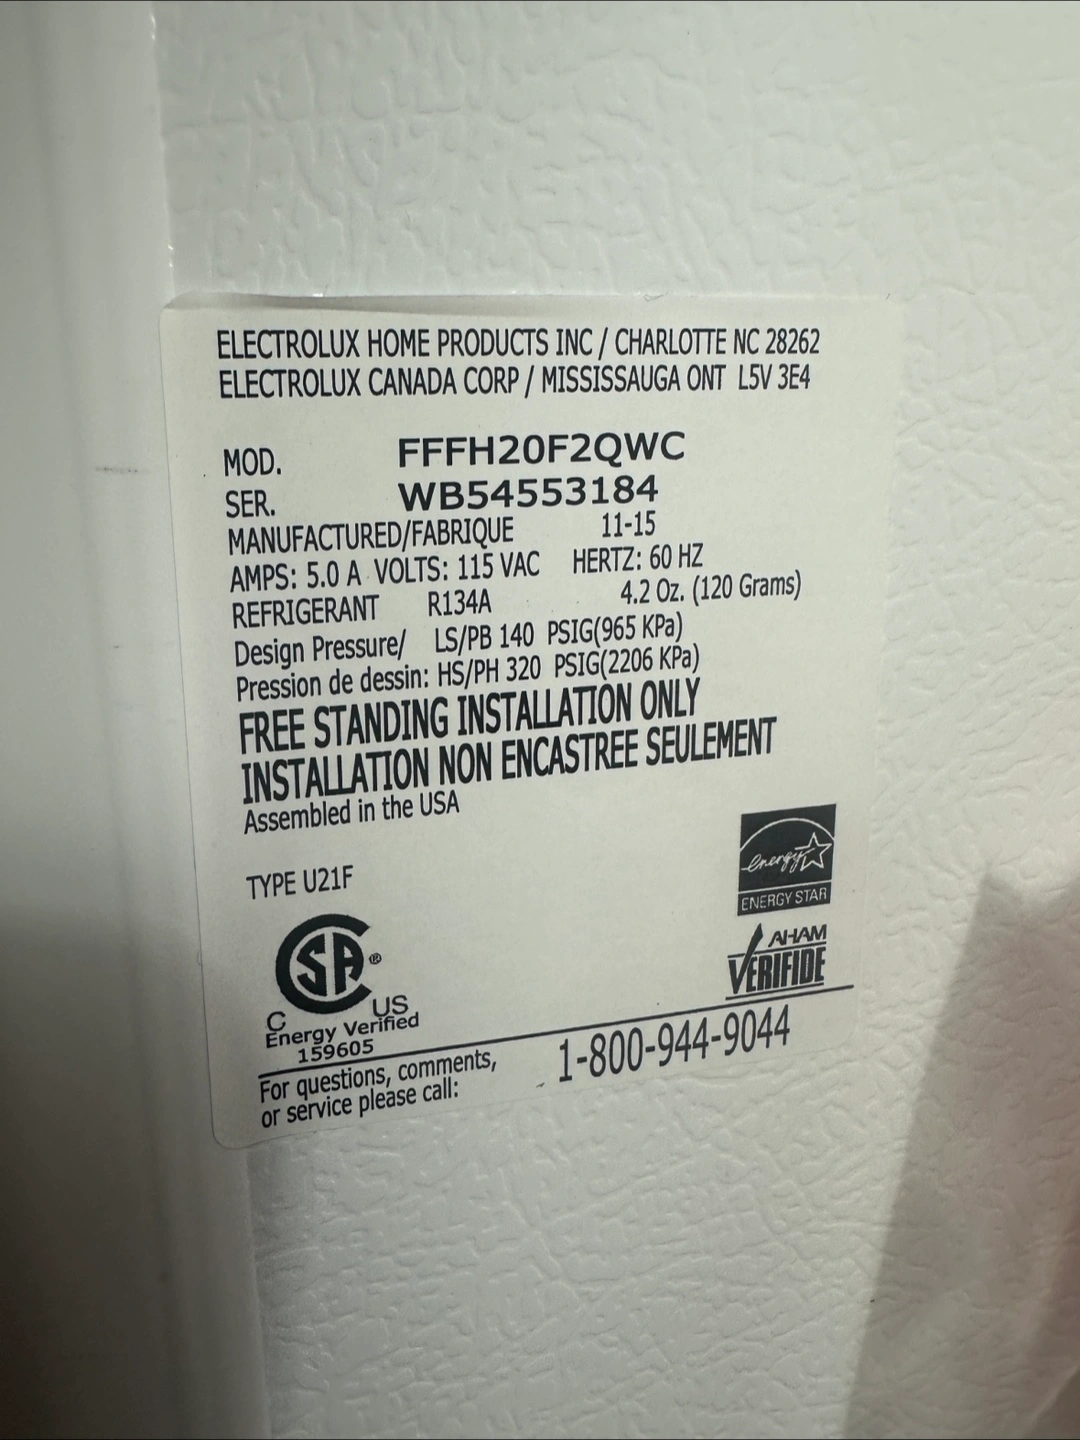 ELECTROLUX HOME PRODUCTS INC / CHARLOTTE NC 28262
ELECTROLUX CANADA CORP / MISSISSAUGA ONT L5V 3E4
MOD. FFFH20F2QWC
SER. WB54553184
MANUFACTURED/FABRIQUE 11-15
AMPS: 5.0 A VOLTS: 115 VAC HERTZ: 60 HZ
REFRIGERANT R134A 4.2 Oz. (120 Grams)
Design Pressure/ LS/PB 140 PSIG(965 KPa)
Pression de dessin: HS/PH 320 PSIG(2206 KPa)
FREE STANDING INSTALLATION ONLY
INSTALLATION NON ENCASTREE SEULEMENT
Assembled in the USA
TYPE U21F
energy
ENERGY STAR
CSA®
C US
Energy Verified
159605
AHAM
VERIFIDE
For questions, comments,
or service please call:
1-800-944-9044